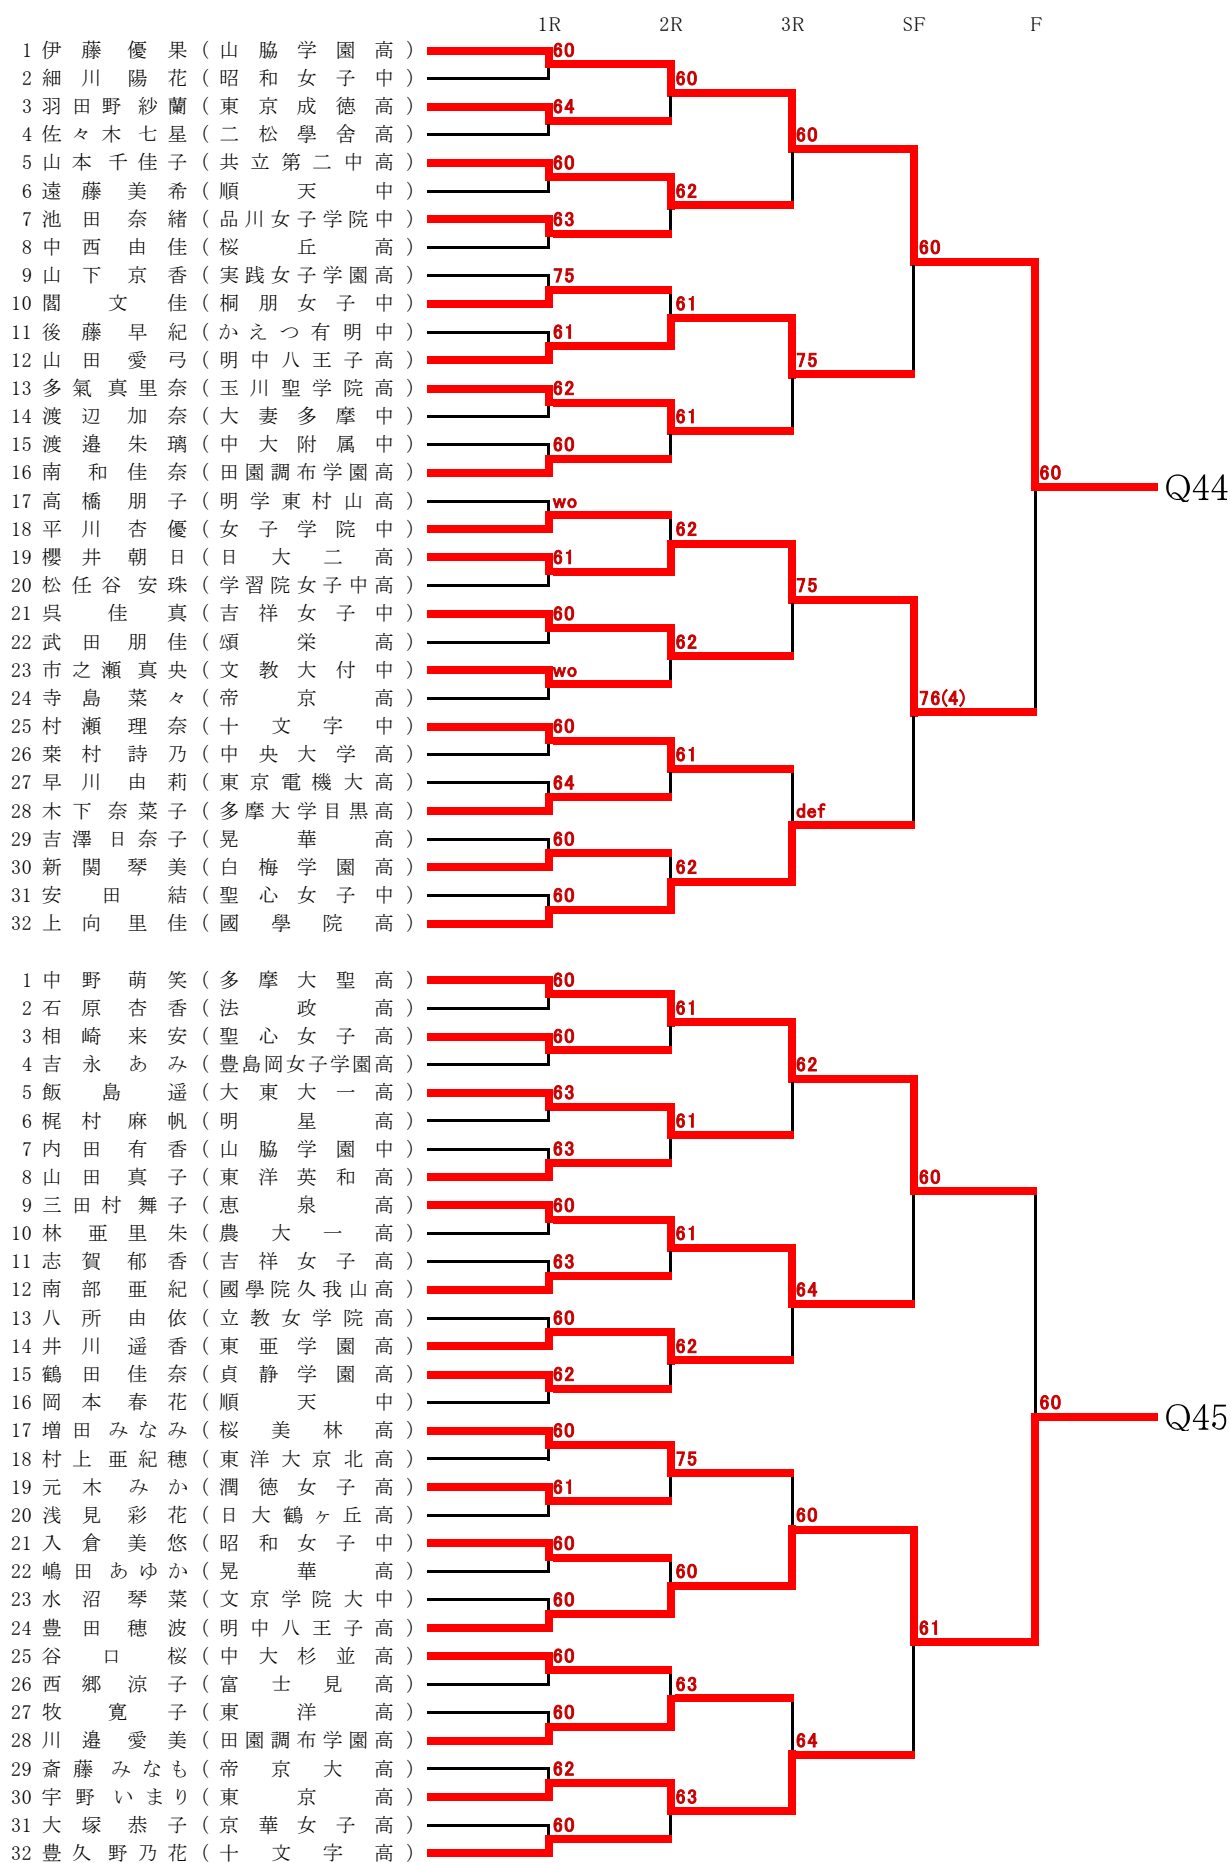 1R 2R 3R SF F
1 伊藤優果 (山脇学園高) 60
2 細川陽花 (昭和女子中) 60
3 羽田野紗蘭 (東京成徳高) 64
4 佐々木七星 (二松學舎高) 60
5 山本千佳子 (共立第二中高) 60
6 遠藤美希 (順天中) 62
7 池田奈緒 (品川女子学院中) 63
8 中西由佳 (桜丘高) 60
9 山下京香 (実践女子学園高) 75
10 閻文佳 (桐朋女子中) 61
11 後藤早紀 (かえつ有明中) 61
12 山田愛弓 (明中八王子高) 75
13 多氣真里奈 (玉川聖学院高) 62
14 渡辺加奈 (大妻多摩中) 61
15 渡邉朱璃 (中大附属中) 60
16 南和佳奈 (田園調布学園高) 60
Q44
17 高橋朋子 (明学東村山高) wo
18 平川杏優 (女子学院中) 62
19 櫻井朝日 (日大二高) 61
20 松任谷安珠 (学習院女子中高) 75
21 呉佳真 (吉祥女子中) 60
22 武田朋佳 (頌栄高) 62
23 市之瀬真央 (文教大付中) wo
24 寺島菜々 (帝京高) 76(4)
25 村瀬理奈 (十文字中) 60
26 栞村詩乃 (中央大学高) 61
27 早川由莉 (東京電機大高) 64
28 木下奈菜子 (多摩大学目黒高) def
29 吉澤日奈子 (晃華高) 60
30 新関琴美 (白梅学園高) 62
31 安田結 (聖心女子中) 60
32 上向里佳 (國學院高)
1 中野萌笑 (多摩大聖高) 60
2 石原杏香 (法政高) 61
3 相崎来安 (聖心女子高) 60
4 吉永あみ (豊島岡女子学園高) 62
5 飯島遥 (大東大一高) 63
6 梶村麻帆 (明星高) 61
7 内田有香 (山脇学園中) 63
8 山田真子 (東洋英和高) 60
9 三田村舞子 (恵泉高) 60
10 林亜里朱 (農大一高) 61
11 志賀郁香 (吉祥女子高) 63
12 南部亜紀 (國學院久我山高) 64
13 八所由依 (立教女学院高) 60
14 井川遥香 (東亜学園高) 62
15 鶴田佳奈 (貞静学園高) 62
16 岡本春花 (順天中) 60
Q45
17 増田みなみ (桜美林高) 60
18 村上亜紀穂 (東洋大京北高) 75
19 元木みか (潤徳女子高) 61
20 浅見彩花 (日大鶴ヶ丘高) 60
21 入倉美悠 (昭和女子中) 60
22 嶋田あゆか (晃華高) 60
23 水沼琴菜 (文京学院大中) 60
24 豊田穂波 (明中八王子高) 61
25 谷口桜 (中大杉並高) 60
26 西郷涼子 (富士見高) 63
27 牧寛子 (東洋高) 60
28 川邉愛美 (田園調布学園高) 64
29 斎藤みなも (帝京大高) 62
30 宇野いまり (東京高) 63
31 大塚恭子 (京華女子高) 60
32 豊久野乃花 (十文字高)